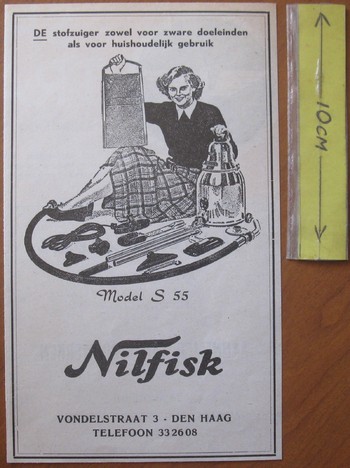 DE stofzuiger zowel voor zware doeleinden
als voor huishoudelijk gebruik
10CM
Model S 55
Nilfisk
VONDELSTRAAT 3 - DEN HAAG
TELEFOON 332608